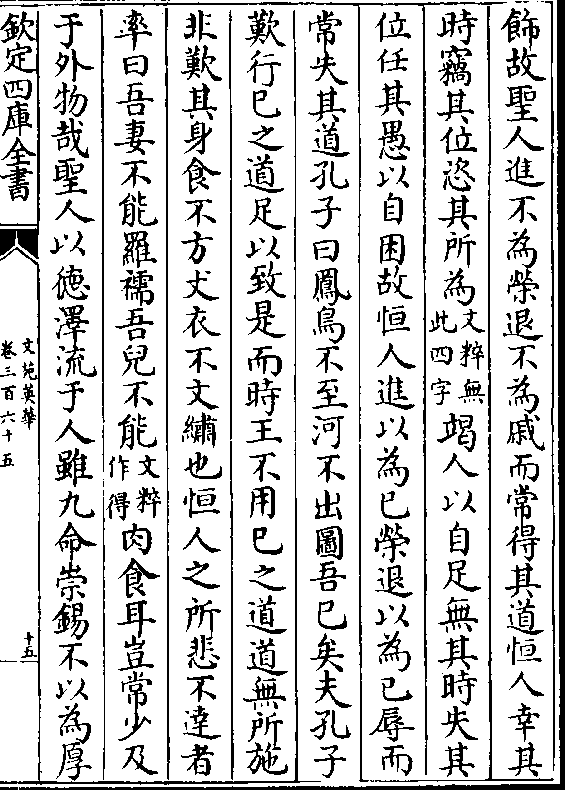 飾故聖人進不為榮退不為戚而常得其道恒人幸其
時竊其位恣其所為文粹無此四字竭人以自足無其時失其
位任其愚以自困故恒人進以為己榮退以為己辱而
常失其道孔子曰鳳鳥不至河不出圖吾已矣夫孔子
歎行已之道足以致是而時王不用巳之道道無所施
非歎其身食不方丈衣不文繡也恒人之所悲不達者
率曰吾妻不能羅襦吾兒不能文粹作得肉食耳豈常少及
于外物哉聖人以德澤流于人雖九命崇錫不以為厚
欽定四庫全書
文苑英華
卷三百六十五
十五